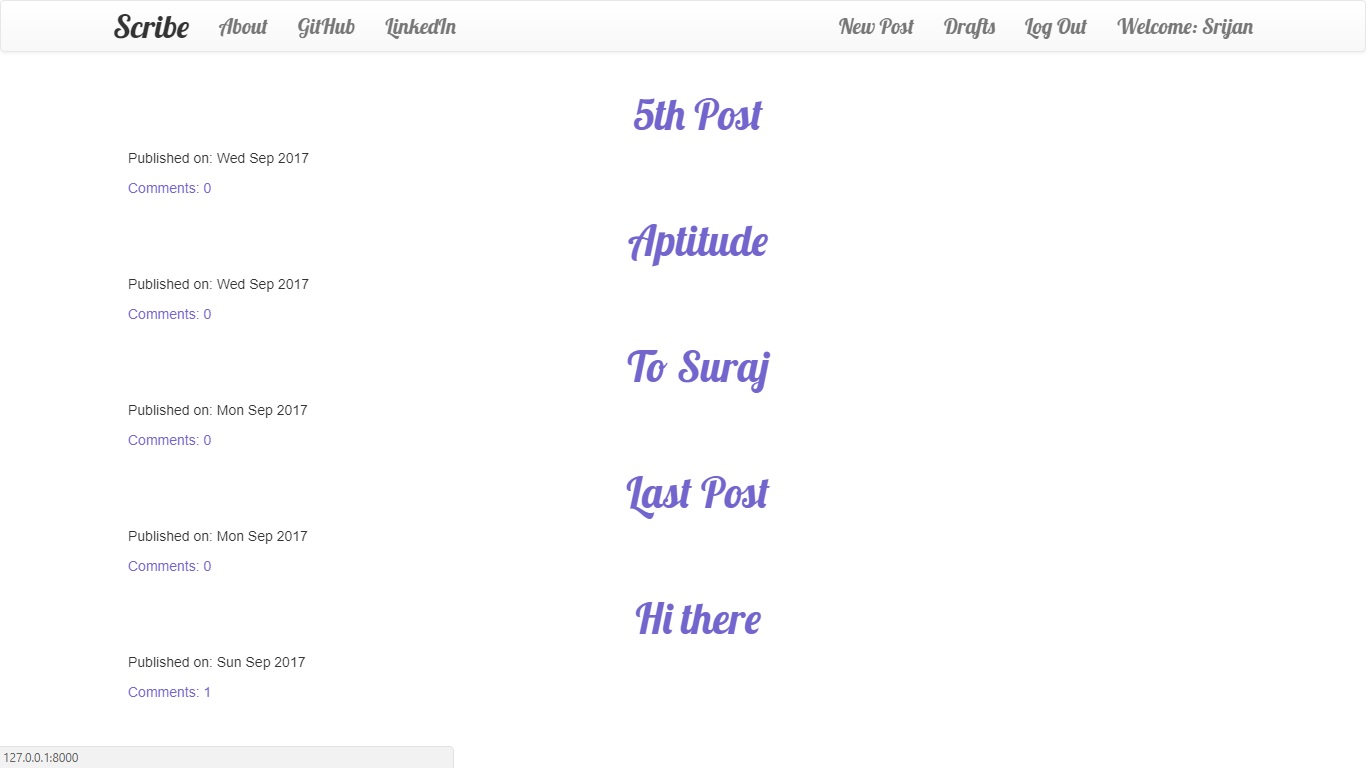 Scribe About GitHub LinkedIn New Post Drafts Log Out Welcome: Srijan
5th Post
Published on: Wed Sep 2017
Comments: 0
Aptitude
Published on: Wed Sep 2017
Comments: 0
To Suraj
Published on: Mon Sep 2017
Comments: 0
Last Post
Published on: Mon Sep 2017
Comments: 0
Hi there
Published on: Sun Sep 2017
Comments: 1
127.0.0.1:8000